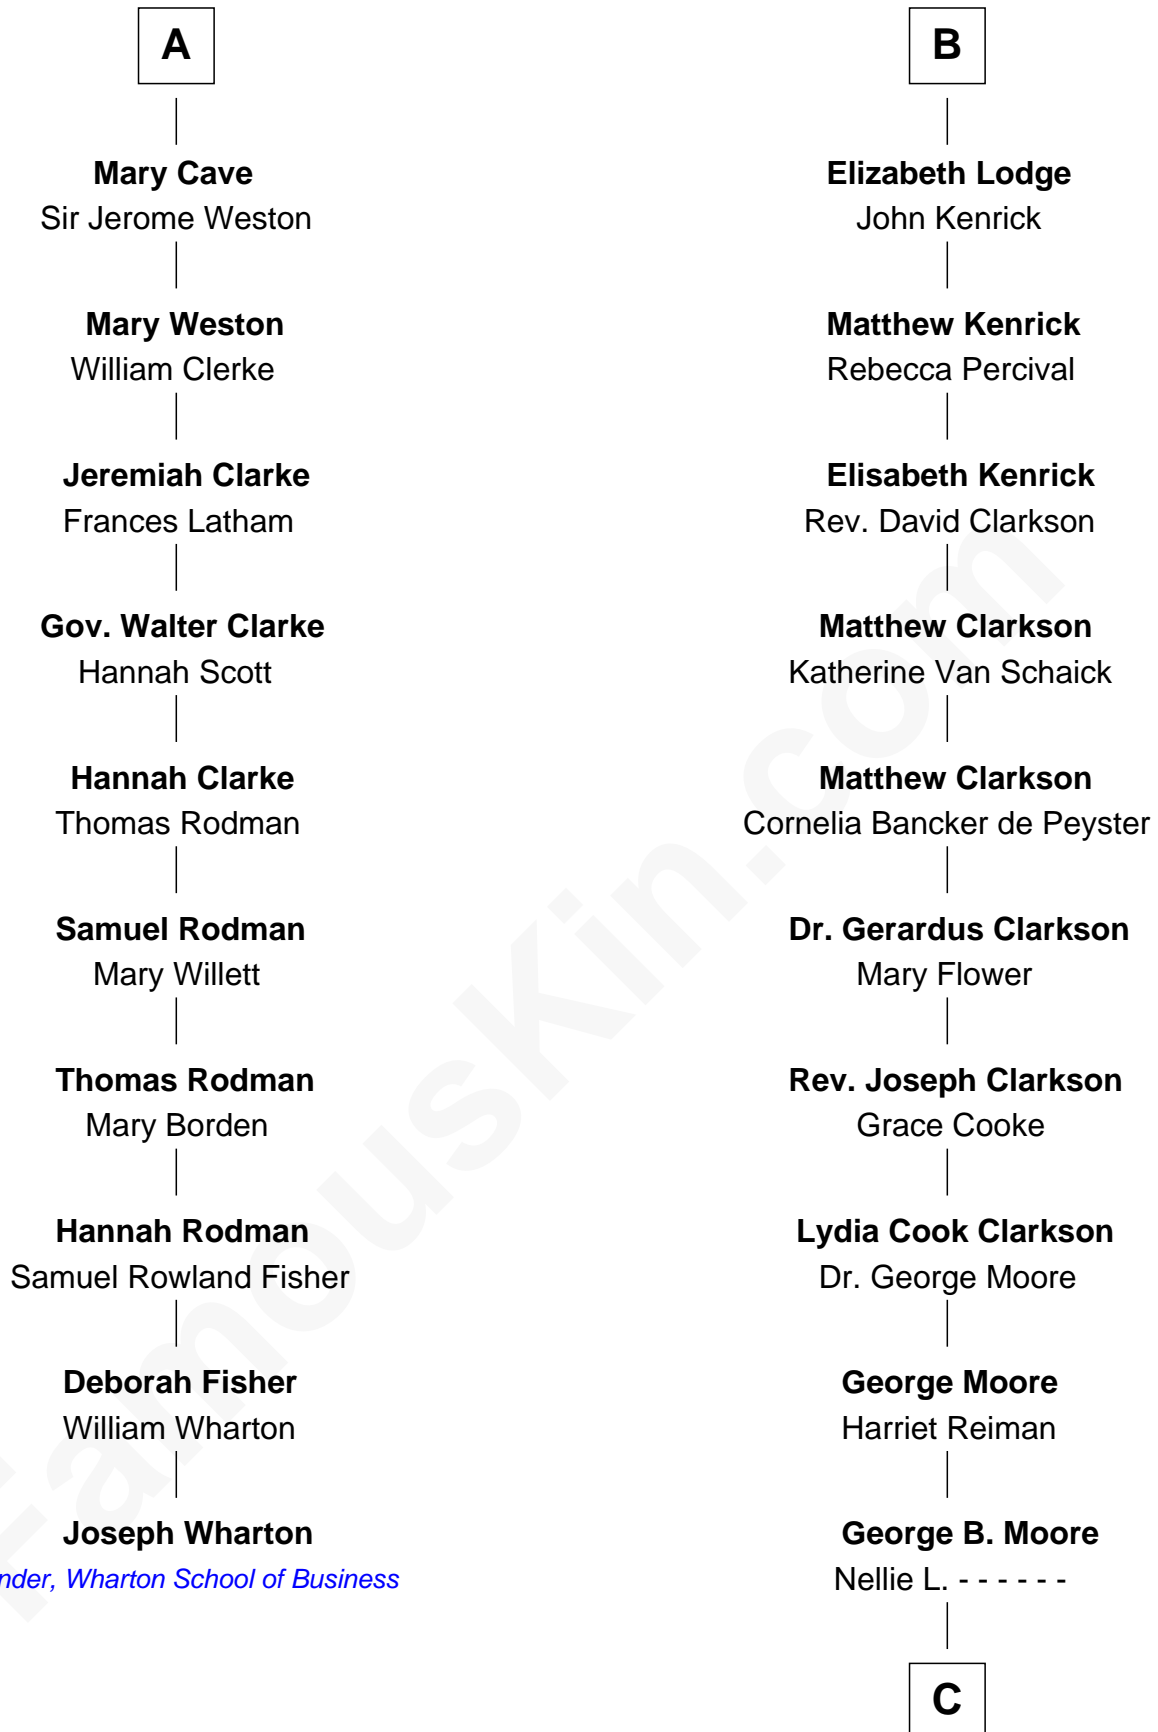 A
Mary Cave
Sir Jerome Weston
Mary Weston
William Clerke
Jeremiah Clarke
Frances Latham
Gov. Walter Clarke
Hannah Scott
Hannah Clarke
Thomas Rodman
Samuel Rodman
Mary Willett
Thomas Rodman
Mary Borden
Hannah Rodman
Samuel Rowland Fisher
Deborah Fisher
William Wharton
Joseph Wharton
nder, Wharton School of Business
B
Elizabeth Lodge
John Kenrick
Matthew Kenrick
Rebecca Percival
Elisabeth Kenrick
Rev. David Clarkson
Matthew Clarkson
Katherine Van Schaick
Matthew Clarkson
Cornelia Bancker de Peyster
Dr. Gerardus Clarkson
Mary Flower
Rev. Joseph Clarkson
Grace Cooke
Lydia Cook Clarkson
Dr. George Moore
George Moore
Harriet Reiman
George B. Moore
Nellie L. - - - - - -
C
FamousKin.com